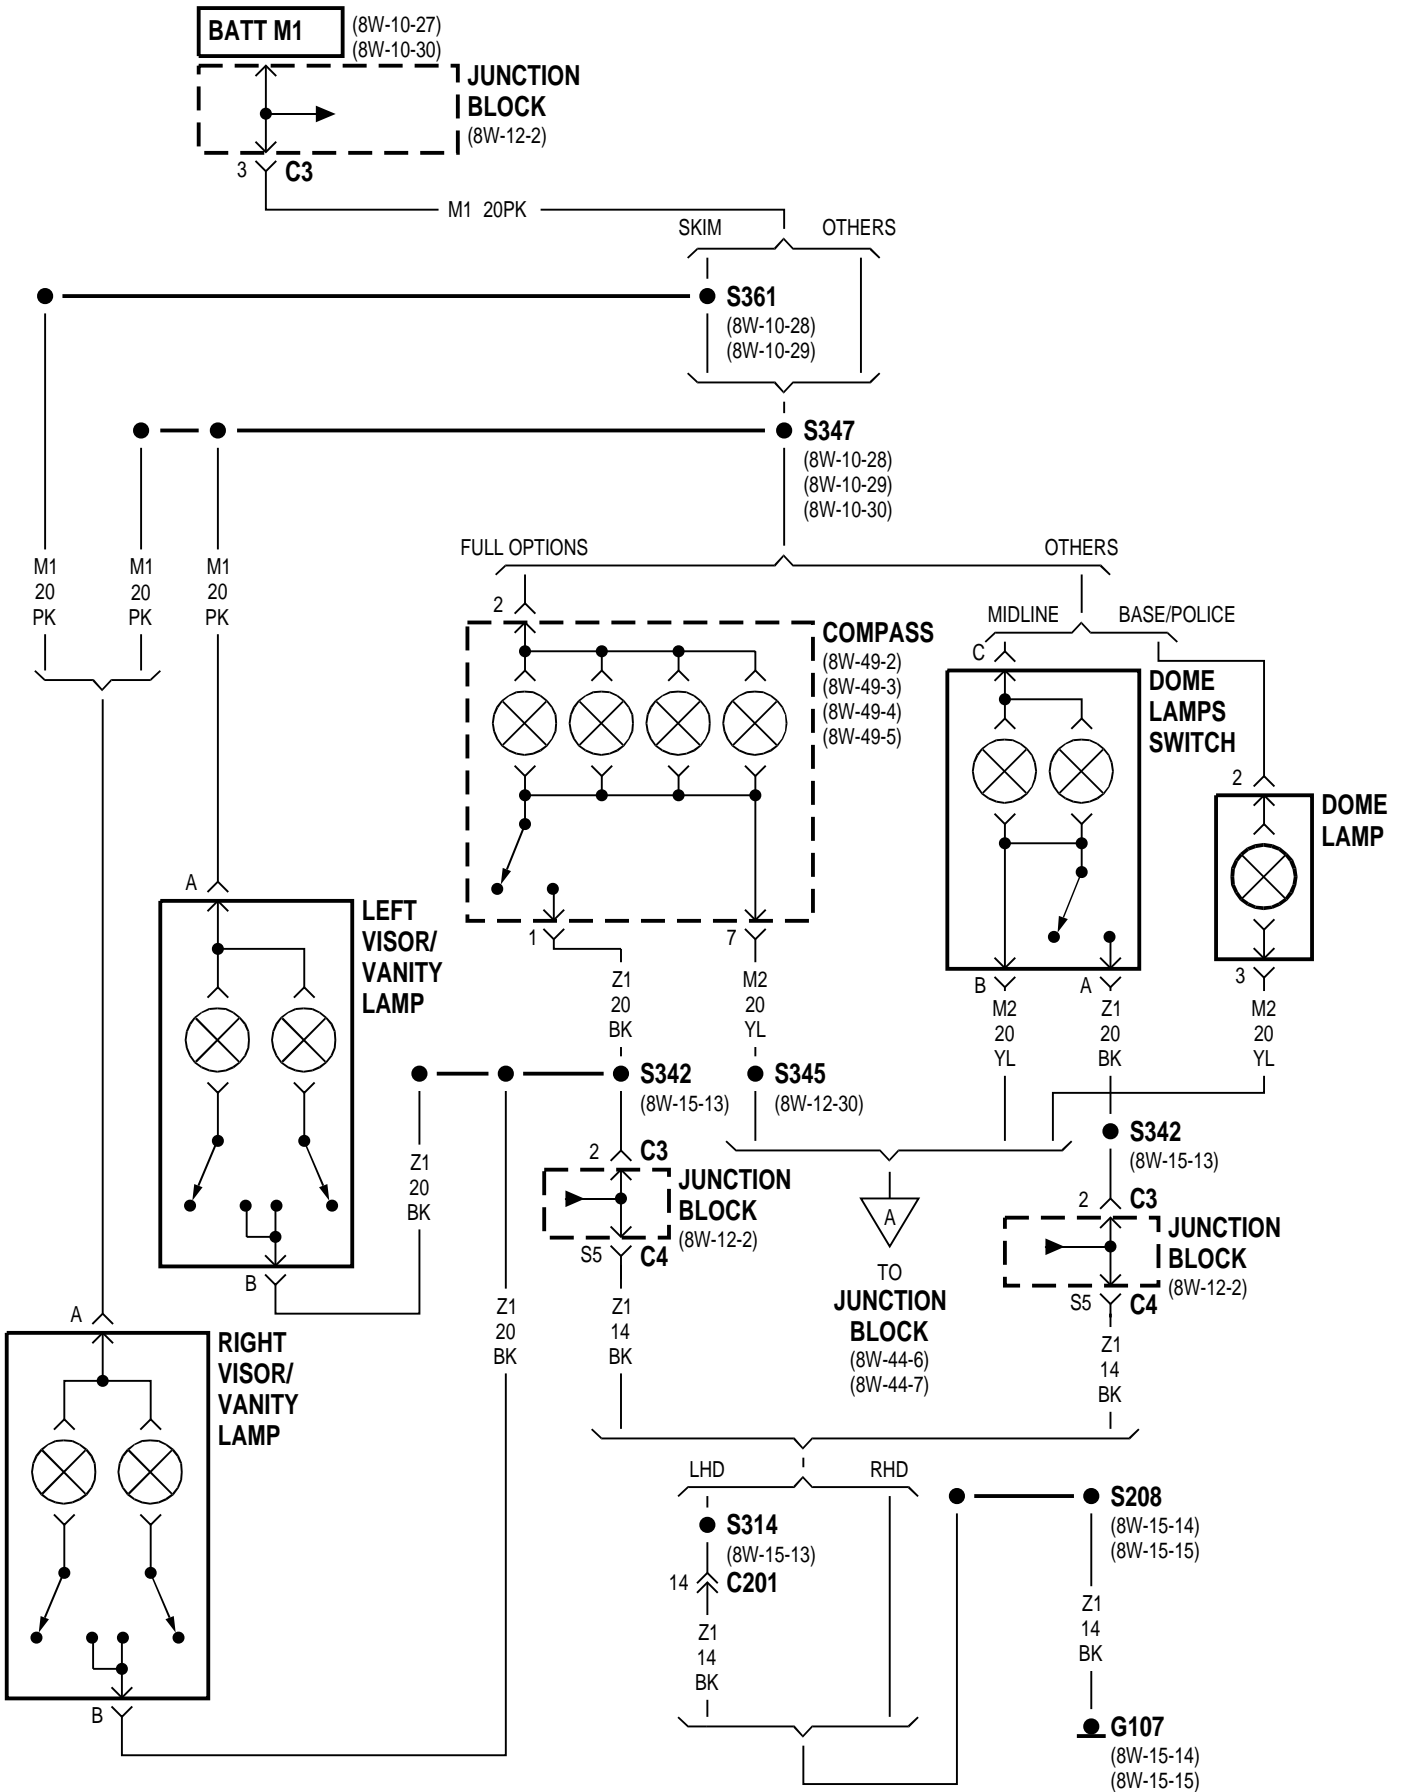 BATT M1
(8W-10-27)
(8W-10-30)
JUNCTION
BLOCK
(8W-12-2)
3
C3
M1 20PK
SKIM
OTHERS
S361
(8W-10-28)
(8W-10-29)
S347
(8W-10-28)
(8W-10-29)
(8W-10-30)
M1
20
PK
M1
20
PK
M1
20
PK
FULL OPTIONS
OTHERS
MIDLINE
BASE/POLICE
2
COMPASS
(8W-49-2)
(8W-49-3)
(8W-49-4)
(8W-49-5)
C
DOME
LAMPS
SWITCH
2
DOME
LAMP
A
LEFT
VISOR/
VANITY
LAMP
1
7
B
A
3
Z1
20
BK
M2
20
YL
M2
20
YL
Z1
20
BK
M2
20
YL
S342
(8W-15-13)
S345
(8W-12-30)
S342
(8W-15-13)
Z1
20
BK
2
C3
JUNCTION
BLOCK
(8W-12-2)
S5
C4
A
TO
JUNCTION
BLOCK
(8W-44-6)
(8W-44-7)
2
C3
JUNCTION
BLOCK
(8W-12-2)
S5
C4
B
Z1
20
BK
Z1
14
BK
Z1
14
BK
A
RIGHT
VISOR/
VANITY
LAMP
LHD
RHD
S314
(8W-15-13)
14
C201
Z1
14
BK
S208
(8W-15-14)
(8W-15-15)
Z1
14
BK
B
G107
(8W-15-14)
(8W-15-15)